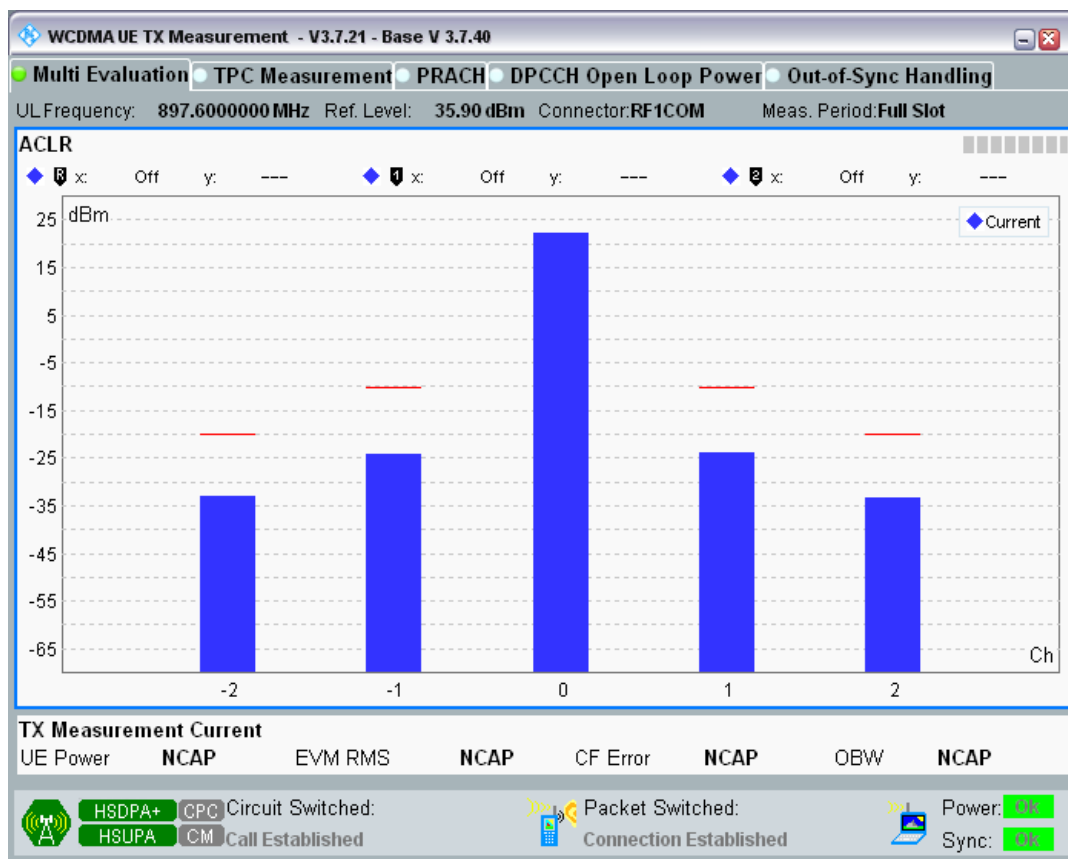 WCDMA UE TX Measurement - V3.7.21 - Base V 3.7.40
Multi Evaluation TPC Measurement PRACH DPCCH Open Loop Power Out-of-Sync Handling
UL Frequency: 897.6000000 MHz Ref. Level: 35.90 dBm Connector:RF1COM Meas. Period:Full Slot
ACLR
R x: Off y: --- 1 x: Off y: --- 2 x: Off y: ---
dBm
Current
25
15
5
-5
-15
-25
-35
-45
-55
-65
Ch
-2 -1 0 1 2
TX Measurement Current
UE Power NCAP EVM RMS NCAP CF Error NCAP OBW NCAP
HSDPA+ CPC Circuit Switched: Packet Switched: Power: Ok
HSUPA CM Call Established Connection Established Sync: Ok